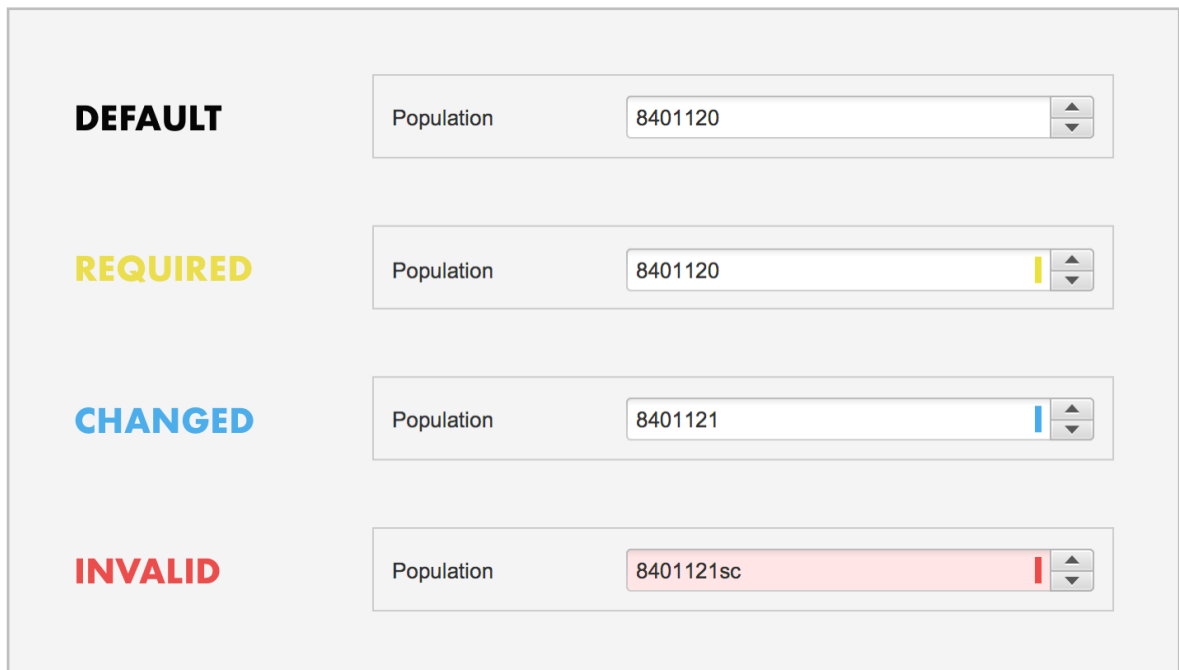 DEFAULT
Population 8401120
REQUIRED
Population 8401120
CHANGED
Population 8401121
INVALID
Population 8401121sc